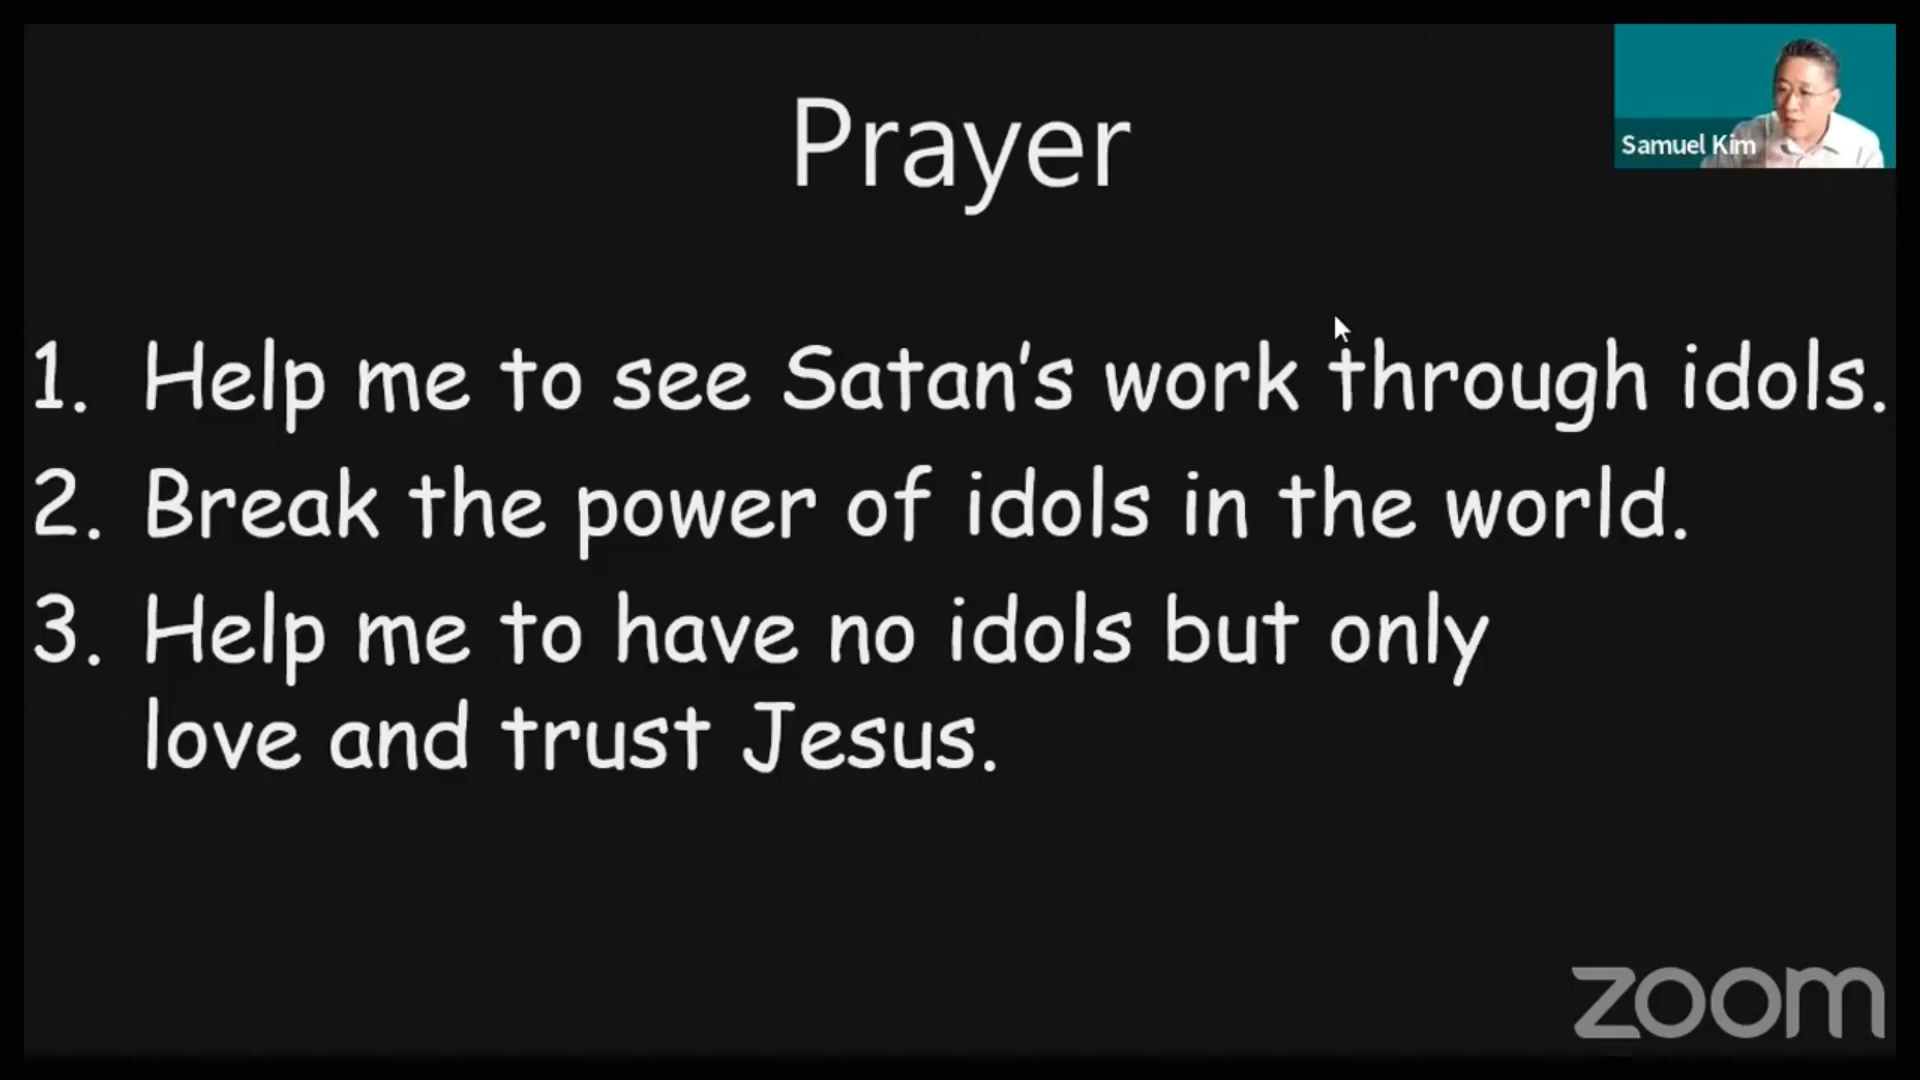 Prayer
Samuel Kim
1. Help me to see Satan's work through idols.
2. Break the power of idols in the world.
3. Help me to have no idols but only
love and trust Jesus.
zoom